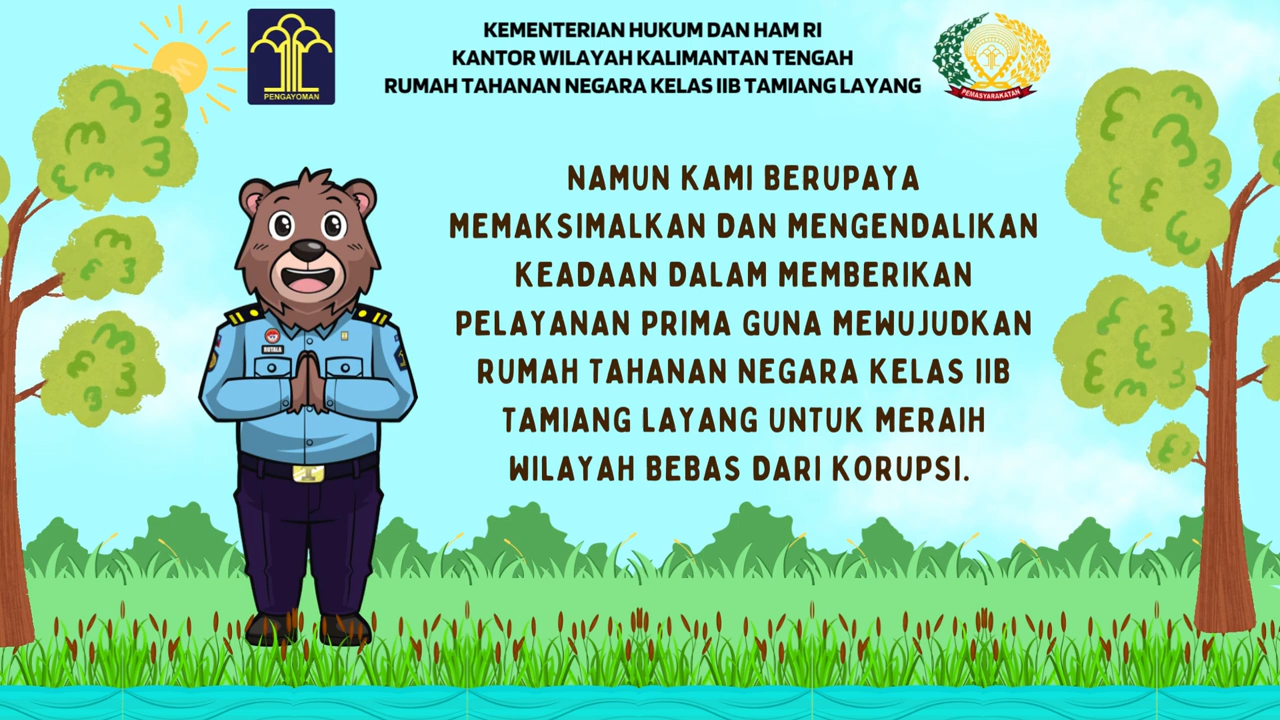 KEMENTERIAN HUKUM DAN HAM RI
KANTOR WILAYAH KALIMANTAN TENGAH
RUMAH TAHANAN NEGARA KELAS IIB TAMIANG LAYANG
PENGAYOMAN
PEMASYARAKATAN
NAMUN KAMI BERUPAYA
MEMAKSIMALKAN DAN MENGENDALIKAN
KEADAAN DALAM MEMBERIKAN
PELAYANAN PRIMA GUNA MEWUJUDKAN
RUMAH TAHANAN NEGARA KELAS IIB
TAMIANG LAYANG UNTUK MERAIH
WILAYAH BEBAS DARI KORUPSI.
RUTALA